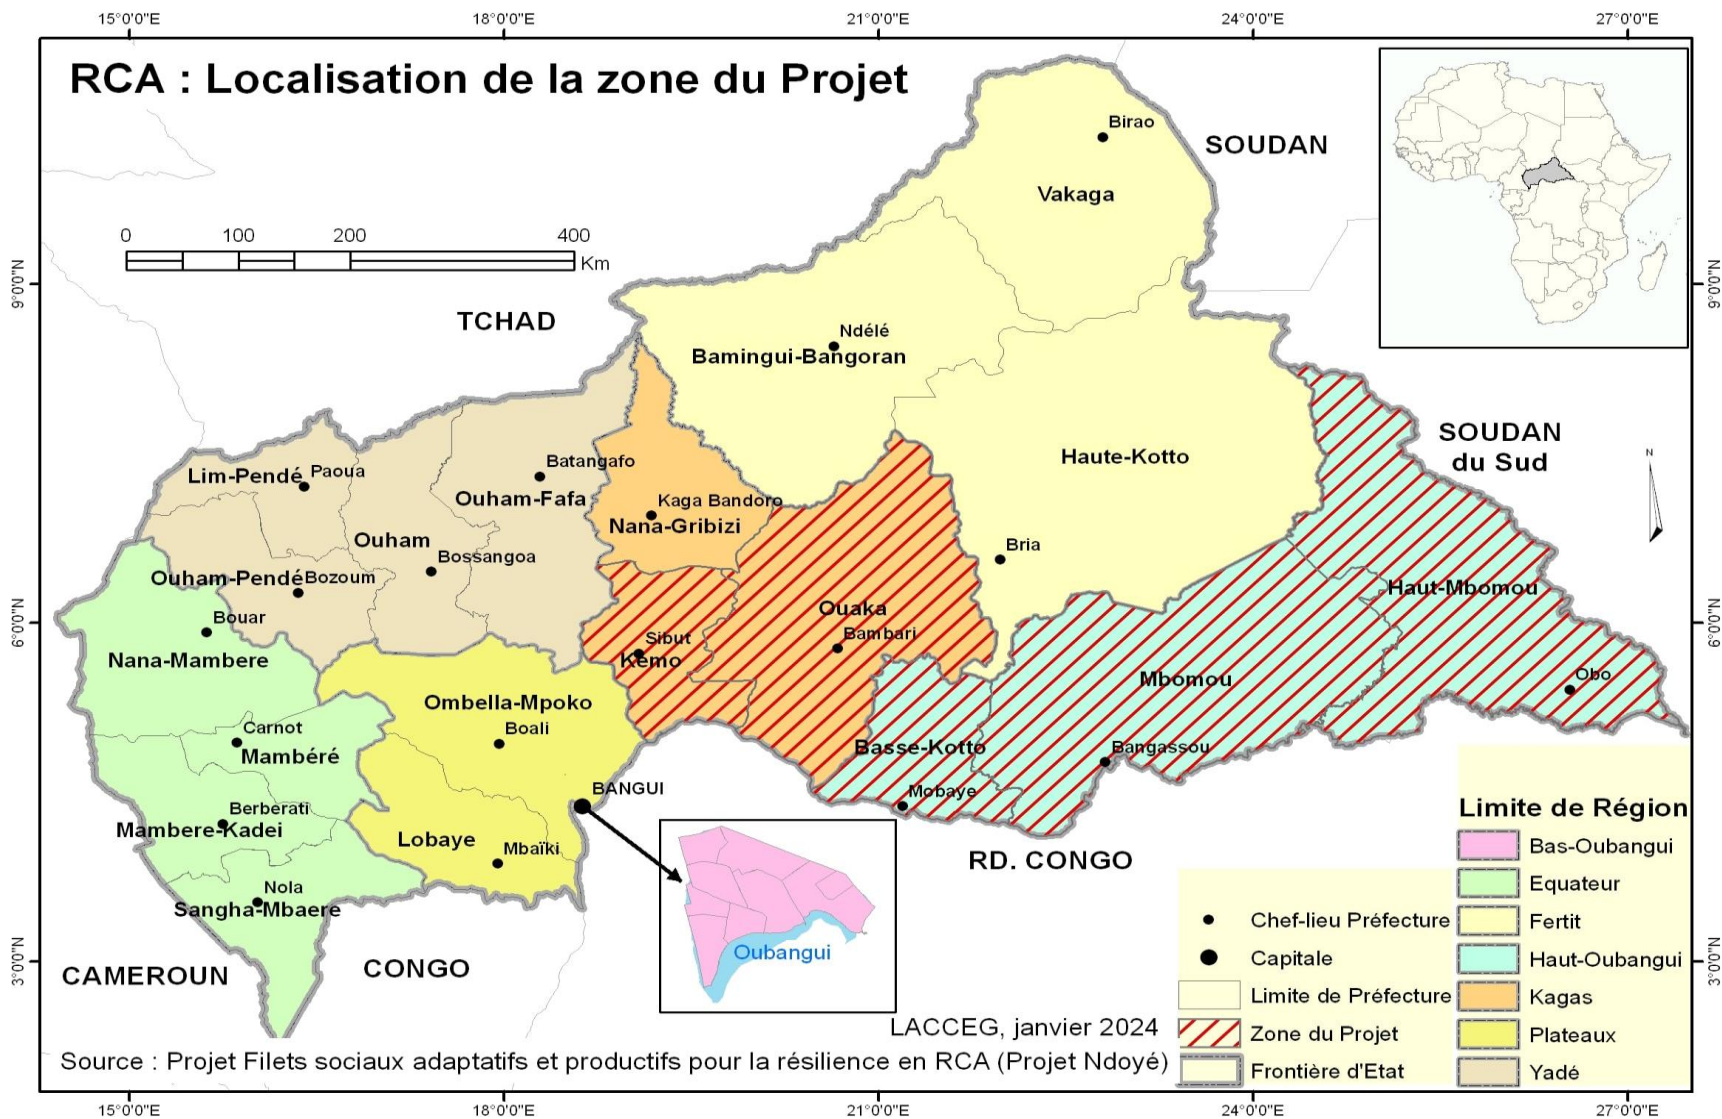 15°0'0"E 18°0'0"E 21°0'0"E 24°0'0"E 27°0'0"E
RCA : Localisation de la zone du Projet
Birao
SOUDAN
Vakaga
0 100 200 400
Km
9°0'0"N 9°0'0"N
TCHAD
Ndélé
Bamingui-Bangoran
SOUDAN
du Sud
N
Haute-Kotto
Batangafo
Lim-Pendé Paoua
Ouham-Fafa
Kaga Bandoro
Nana-Gribizi
Ouham
Bossangoa
Bria
Ouham-Pendé Bozoum
Haut-Mbomou
Ouaka
Bouar
6°0'0"N 6°0'0"N
Sibut
Bambari
Kémo
Nana-Mambere
Obo
Mbomou
Ombella-Mpoko
Carnot
Boali
Mambéré
Basse-Kotto
Bangassou
BANGUI
Mobaye
Berberati
Mambere-Kadei
Lobaye
Mbaïki
RD. CONGO
Nola
Sangha-Mbaere
Oubangui
CAMEROUN
CONGO
3°0'0"N 3°0'0"N
Limite de Région
Bas-Oubangui
Equateur
Fertit
Haut-Oubangui
Kagas
Plateaux
Yadé
Chef-lieu Préfecture
Capitale
Limite de Préfecture
Zone du Projet
Frontière d'Etat
LACCEG, janvier 2024
Source : Projet Filets sociaux adaptatifs et productifs pour la résilience en RCA (Projet Ndoyé)
15°0'0"E 18°0'0"E 21°0'0"E 24°0'0"E 27°0'0"E